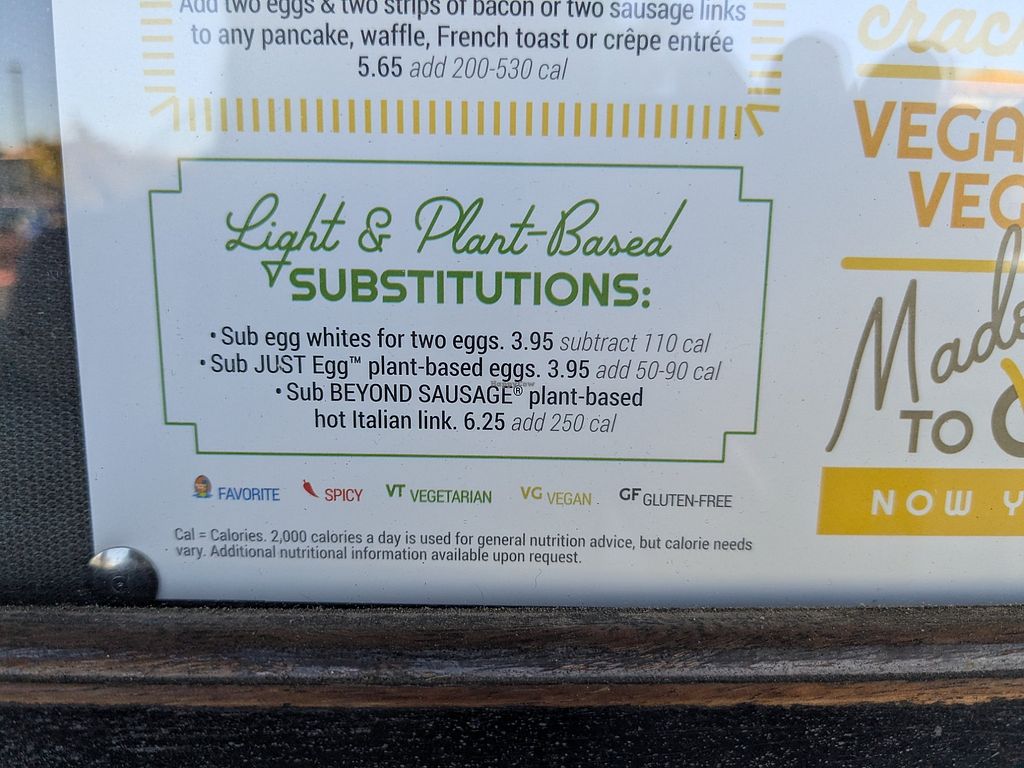 Add two eggs & two strips of bacon or two sausage links
to any pancake, waffle, French toast or crêpe entrée
5.65 add 200-530 cal
Light & Plant-Based
SUBSTITUTIONS:
• Sub egg whites for two eggs. 3.95 subtract 110 cal
• Sub JUST Egg™ plant-based eggs. 3.95 add 50-90 cal
• Sub BEYOND SAUSAGE® plant-based
hot Italian link. 6.25 add 250 cal
FAVORITE SPICY VT VEGETARIAN VG VEGAN GF GLUTEN-FREE
Cal = Calories. 2,000 calories a day is used for general nutrition advice, but calorie needs
vary. Additional nutritional information available upon request.
crac
VEGA
VEG
Made
TO
NOW Y